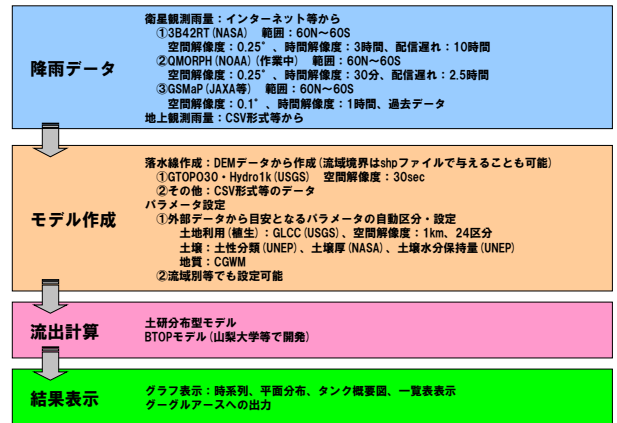 降雨データ
衛星観測雨量：インターネット等から
①3B42RT(NASA)　範囲：60N～60S
空間解像度：0.25°、時間解像度：3時間、配信遅れ：10時間
②QMORPH(NOAA)(作業中)　範囲：60N～60S
空間解像度：0.25°、時間解像度：30分、配信遅れ：2.5時間
③GSMaP(JAXA等)　範囲：60N～60S
空間解像度：0.1°、時間解像度：1時間、過去データ
地上観測雨量：CSV形式等から
モデル作成
落水線作成：DEMデータから作成(流域境界はshpファイルで与えることも可能)
①GTOPO30・Hydro1k(USGS)　空間解像度：30sec
②その他：CSV形式等のデータ
パラメータ設定
①外部データから目安となるパラメータの自動区分・設定
土地利用(植生)：GLCC(USGS)、空間解像度：1km、24区分
土壌：土性分類(UNEP)、土壌厚(NASA)、土壌水分保持量(UNEP)
地質：CGWM
②流域別等でも設定可能
流出計算
土研分布型モデル
BTOPモデル(山梨大学等で開発)
結果表示
グラフ表示：時系列、平面分布、タンク概要図、一覧表表示
グーグルアースへの出力